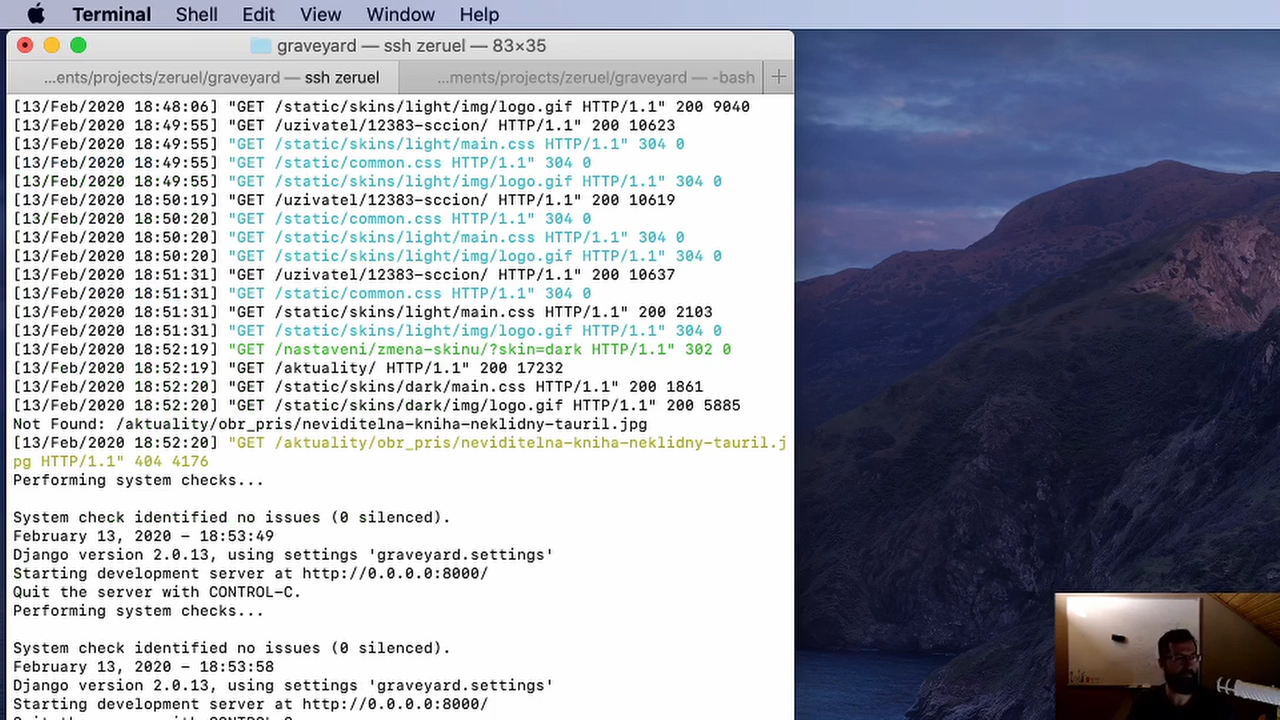 Terminal Shell Edit View Window Help
graveyard — ssh zeruel — 83×35
...ents/projects/zeruel/graveyard — ssh zeruel ...ments/projects/zeruel/graveyard — -bash +
[13/Feb/2020 18:48:06] "GET /static/skins/light/img/logo.gif HTTP/1.1" 200 9040
[13/Feb/2020 18:49:55] "GET /uzivatel/12383-sccion/ HTTP/1.1" 200 10623
[13/Feb/2020 18:49:55] "GET /static/skins/light/main.css HTTP/1.1" 304 0
[13/Feb/2020 18:49:55] "GET /static/common.css HTTP/1.1" 304 0
[13/Feb/2020 18:49:55] "GET /static/skins/light/img/logo.gif HTTP/1.1" 304 0
[13/Feb/2020 18:50:19] "GET /uzivatel/12383-sccion/ HTTP/1.1" 200 10619
[13/Feb/2020 18:50:20] "GET /static/common.css HTTP/1.1" 304 0
[13/Feb/2020 18:50:20] "GET /static/skins/light/main.css HTTP/1.1" 304 0
[13/Feb/2020 18:50:20] "GET /static/skins/light/img/logo.gif HTTP/1.1" 304 0
[13/Feb/2020 18:51:31] "GET /uzivatel/12383-sccion/ HTTP/1.1" 200 10637
[13/Feb/2020 18:51:31] "GET /static/common.css HTTP/1.1" 304 0
[13/Feb/2020 18:51:31] "GET /static/skins/light/main.css HTTP/1.1" 200 2103
[13/Feb/2020 18:51:31] "GET /static/skins/light/img/logo.gif HTTP/1.1" 304 0
[13/Feb/2020 18:52:19] "GET /nastaveni/zmena-skinu/?skin=dark HTTP/1.1" 302 0
[13/Feb/2020 18:52:19] "GET /aktuality/ HTTP/1.1" 200 17232
[13/Feb/2020 18:52:20] "GET /static/skins/dark/main.css HTTP/1.1" 200 1861
[13/Feb/2020 18:52:20] "GET /static/skins/dark/img/logo.gif HTTP/1.1" 200 5885
Not Found: /aktuality/obr_pris/neviditelna-kniha-neklidny-tauril.jpg
[13/Feb/2020 18:52:20] "GET /aktuality/obr_pris/neviditelna-kniha-neklidny-tauril.j
pg HTTP/1.1" 404 4176
Performing system checks...
System check identified no issues (0 silenced).
February 13, 2020 - 18:53:49
Django version 2.0.13, using settings 'graveyard.settings'
Starting development server at http://0.0.0.0:8000/
Quit the server with CONTROL-C.
Performing system checks...
System check identified no issues (0 silenced).
February 13, 2020 - 18:53:58
Django version 2.0.13, using settings 'graveyard.settings'
Starting development server at http://0.0.0.0:8000/
Quit the server with CONTROL-C.